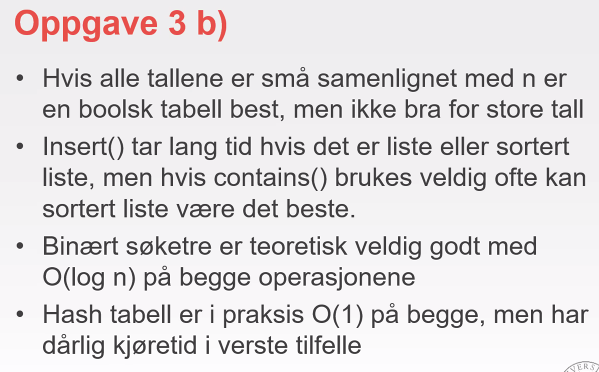 Oppgave 3 b)
• Hvis alle tallene er små samenlignet med n er
en boolsk tabell best, men ikke bra for store tall
• Insert() tar lang tid hvis det er liste eller sortert
liste, men hvis contains() brukes veldig ofte kan
sortert liste være det beste.
• Binært søketre er teoretisk veldig godt med
O(log n) på begge operasjonene
• Hash tabell er i praksis O(1) på begge, men har
dårlig kjøretid i verste tilfelle